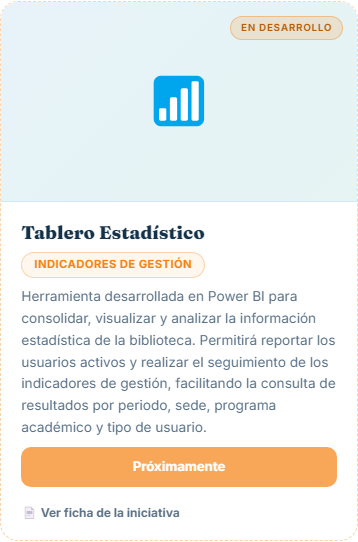 EN DESARROLLO
Tablero Estadístico
INDICADORES DE GESTIÓN
Herramienta desarrollada en Power BI para
consolidar, visualizar y analizar la información
estadística de la biblioteca. Permitirá reportar los
usuarios activos y realizar el seguimiento de los
indicadores de gestión, facilitando la consulta de
resultados por periodo, sede, programa
académico y tipo de usuario.
Próximamente
Ver ficha de la iniciativa